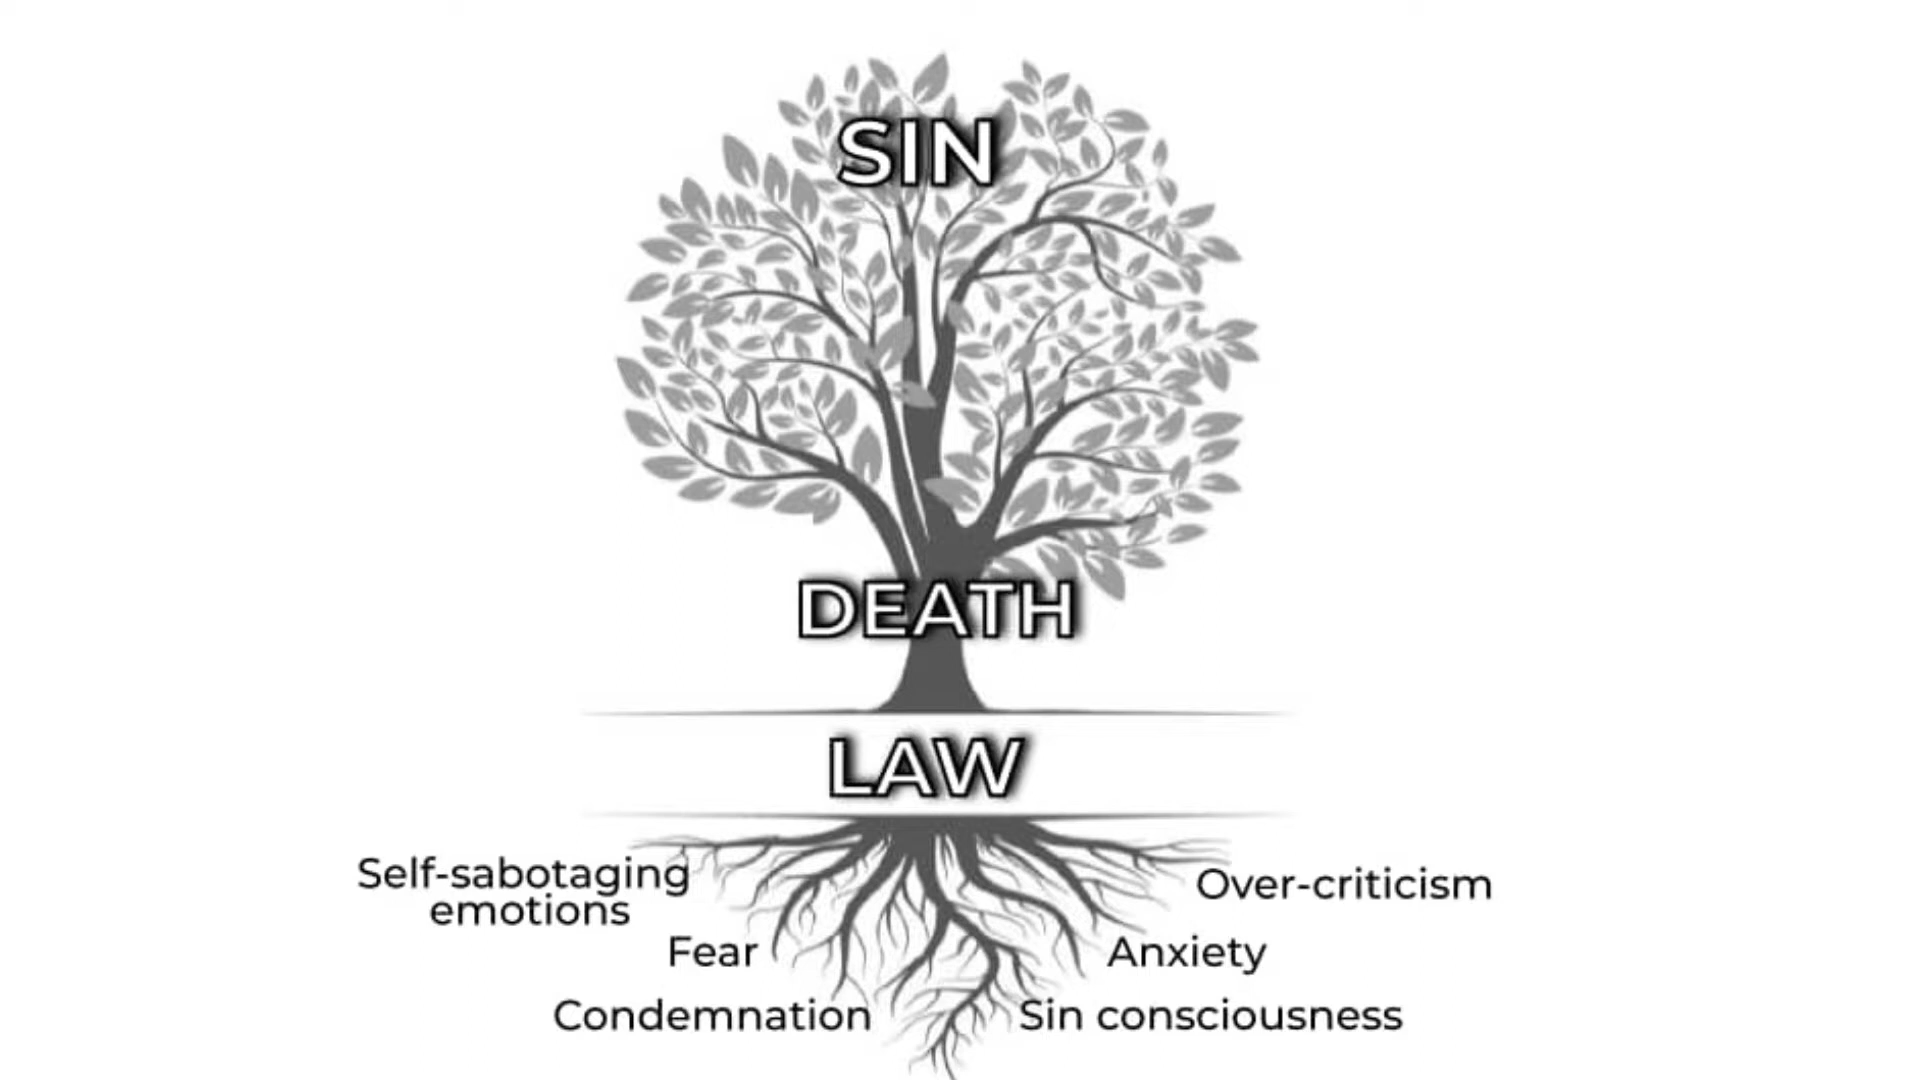 SIN
DEATH
LAW
Self-sabotaging
emotions
Over-criticism
Fear
Anxiety
Condemnation
Sin consciousness